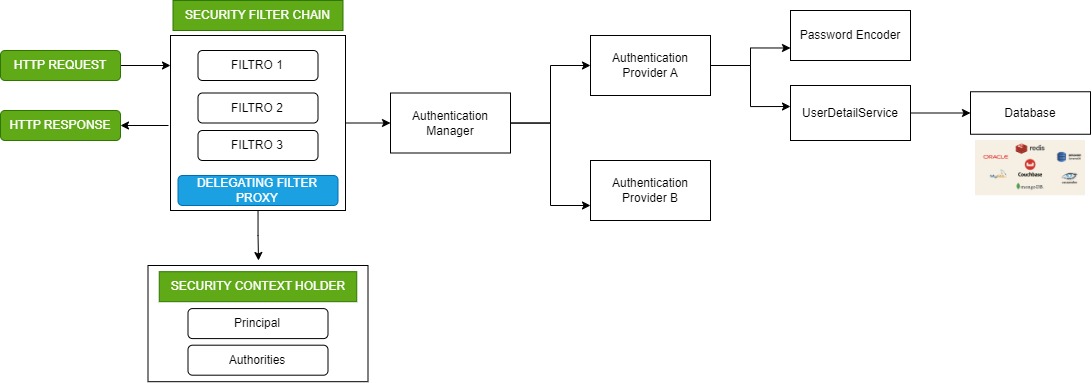 SECURITY FILTER CHAIN
HTTP REQUEST
HTTP RESPONSE
FILTRO 1
FILTRO 2
FILTRO 3
DELEGATING FILTER
PROXY
Authentication
Manager
Authentication
Provider A
Authentication
Provider B
Password Encoder
UserDetailService
Database
redis
ORACLE
Couchbase
mongoDB
SECURITY CONTEXT HOLDER
Principal
Authorities